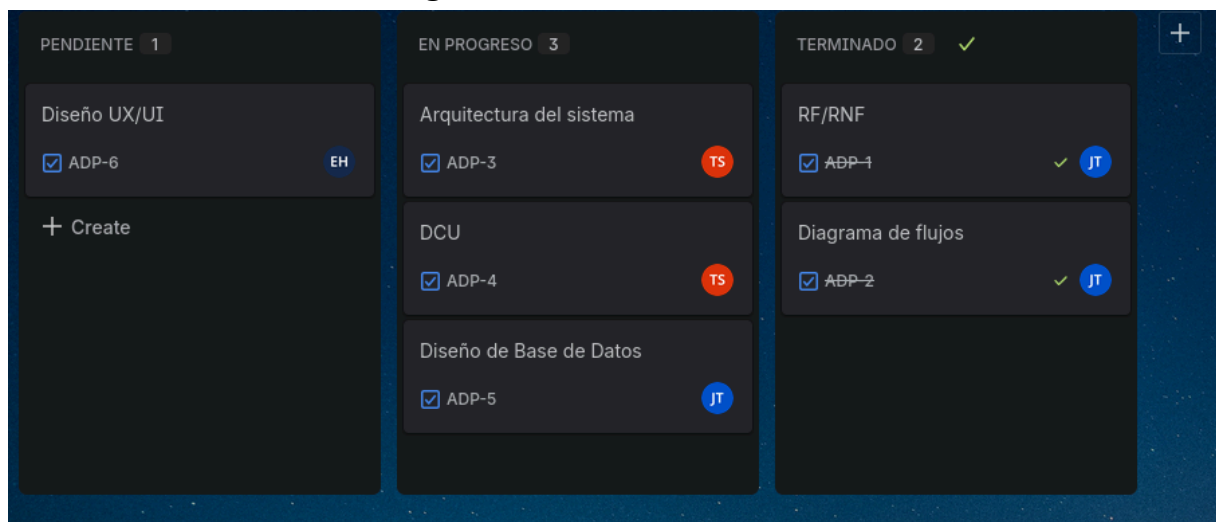 PENDIENTE 1
Diseño UX/UI
ADP-6 EH
+ Create
EN PROGRESO 3
Arquitectura del sistema
ADP-3 TS
DCU
ADP-4 TS
Diseño de Base de Datos
ADP-5 JT
TERMINADO 2
RF/RNF
ADP-1 JT
Diagrama de flujos
ADP-2 JT